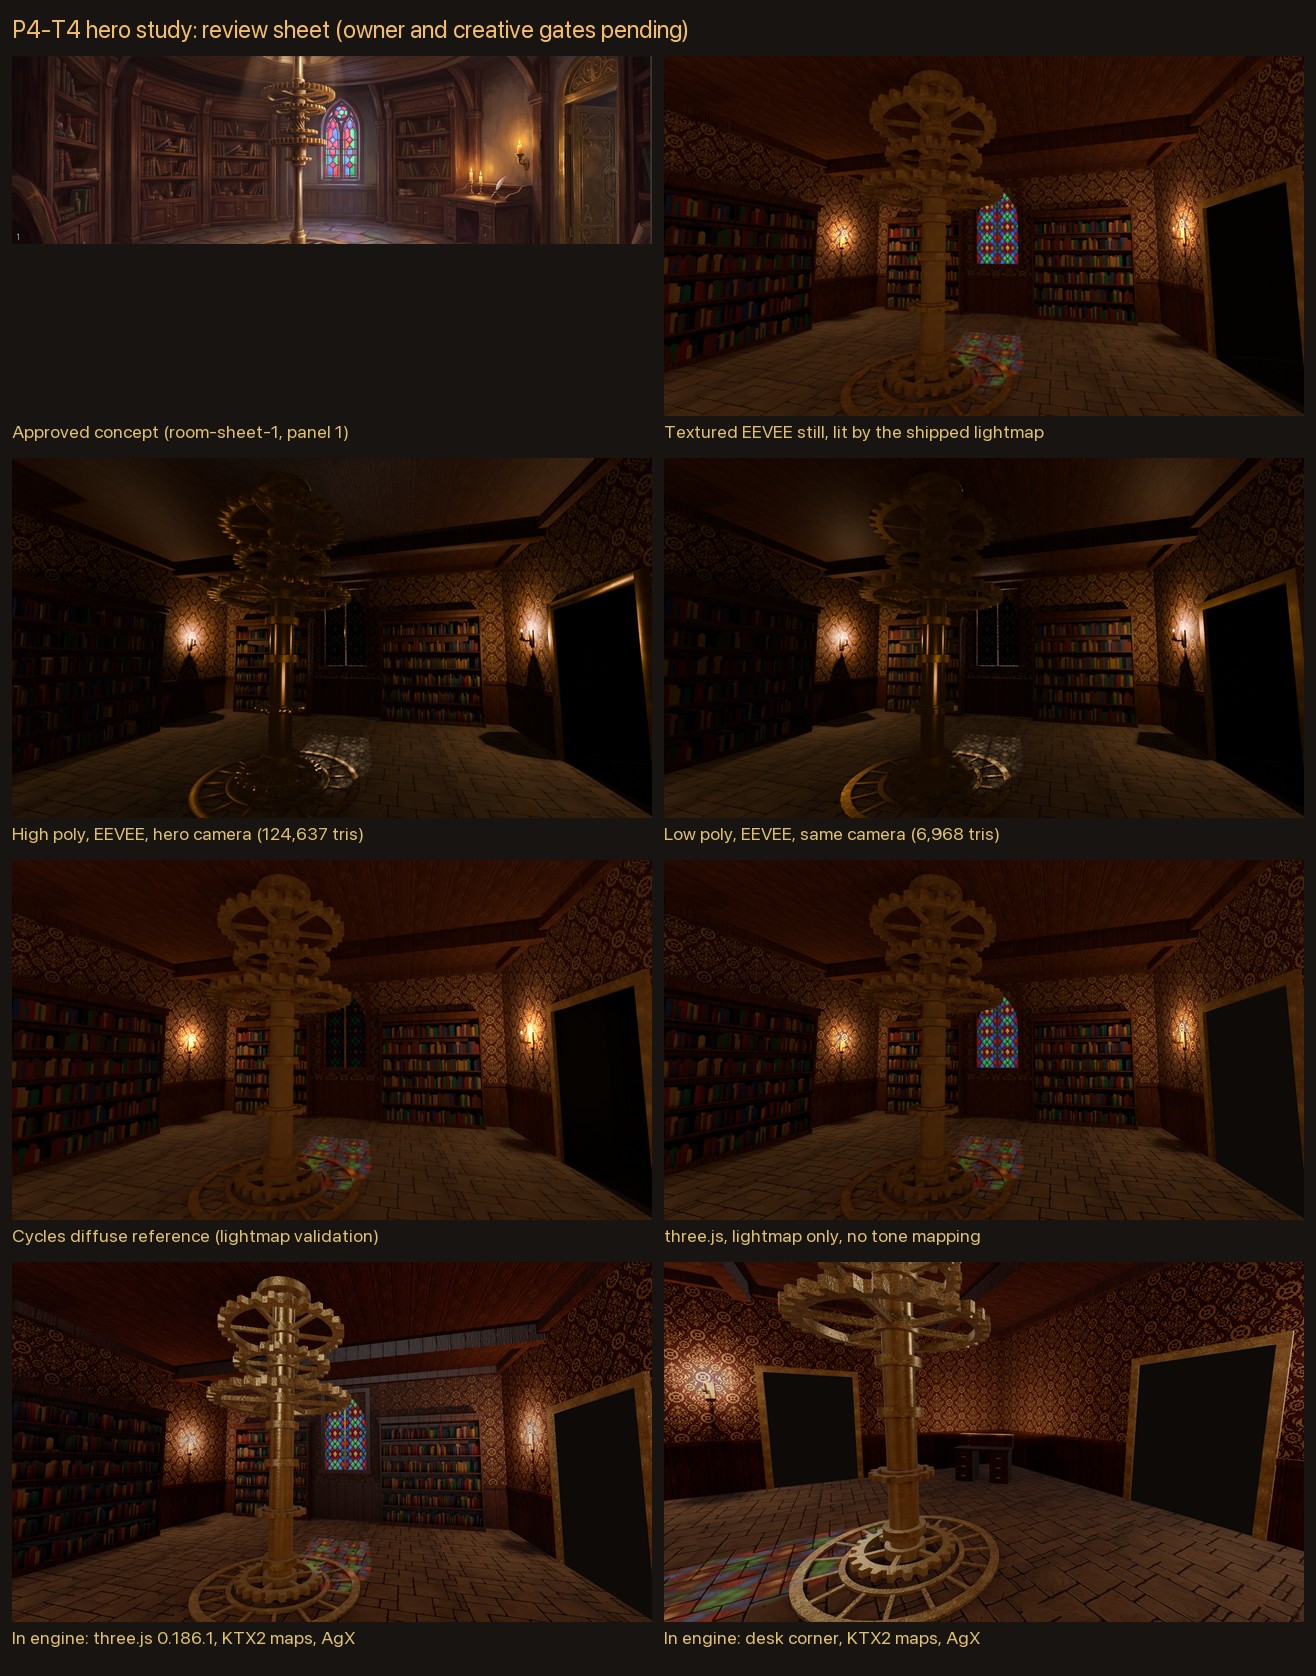 P4-T4 hero study: review sheet (owner and creative gates pending)
1
Approved concept (room-sheet-1, panel 1)
Textured EEVEE still, lit by the shipped lightmap
High poly, EEVEE, hero camera (124,637 tris)
Low poly, EEVEE, same camera (6,968 tris)
Cycles diffuse reference (lightmap validation)
three.js, lightmap only, no tone mapping
In engine: three.js 0.186.1, KTX2 maps, AgX
In engine: desk corner, KTX2 maps, AgX